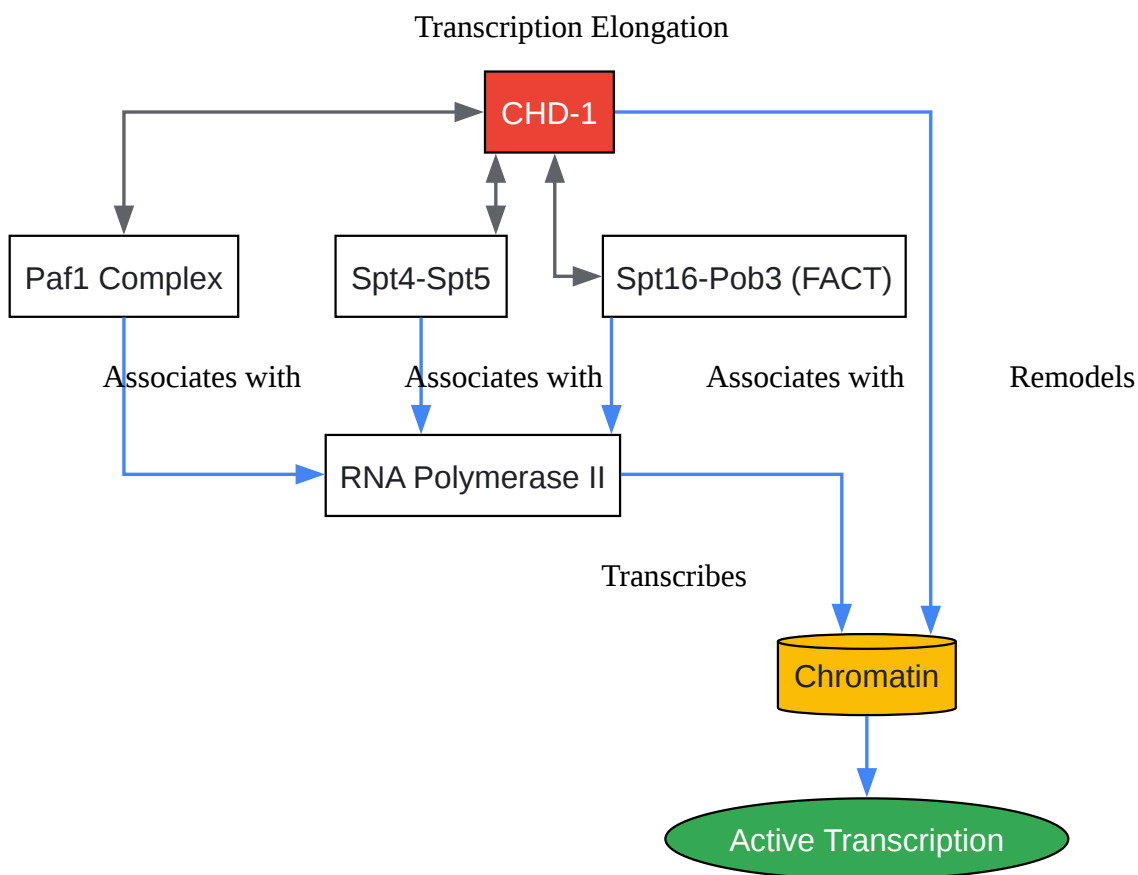 Transcription Elongation
CHD-1
Paf1 Complex
Spt4-Spt5
Spt16-Pob3 (FACT)
Associates with
Associates with
Associates with
Remodels
RNA Polymerase II
Transcribes
Chromatin
Active Transcription